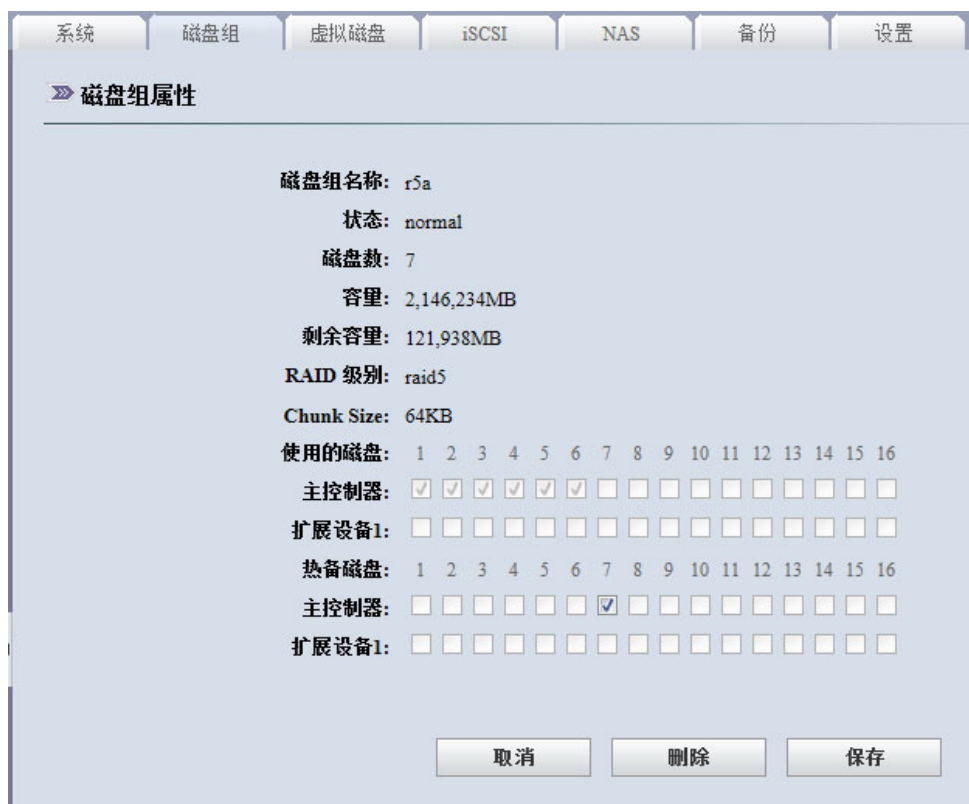 系统 磁盘组 虚拟磁盘 iSCSI NAS 备份 设置
磁盘组属性
磁盘组名称: r5a
状态: normal
磁盘数: 7
容量: 2,146,234MB
剩余容量: 121,938MB
RAID 级别: raid5
Chunk Size: 64KB
使用的磁盘: 1 2 3 4 5 6 7 8 9 10 11 12 13 14 15 16
主控制器:
扩展设备1:
热备磁盘: 1 2 3 4 5 6 7 8 9 10 11 12 13 14 15 16
主控制器:
扩展设备1:
取消 删除 保存